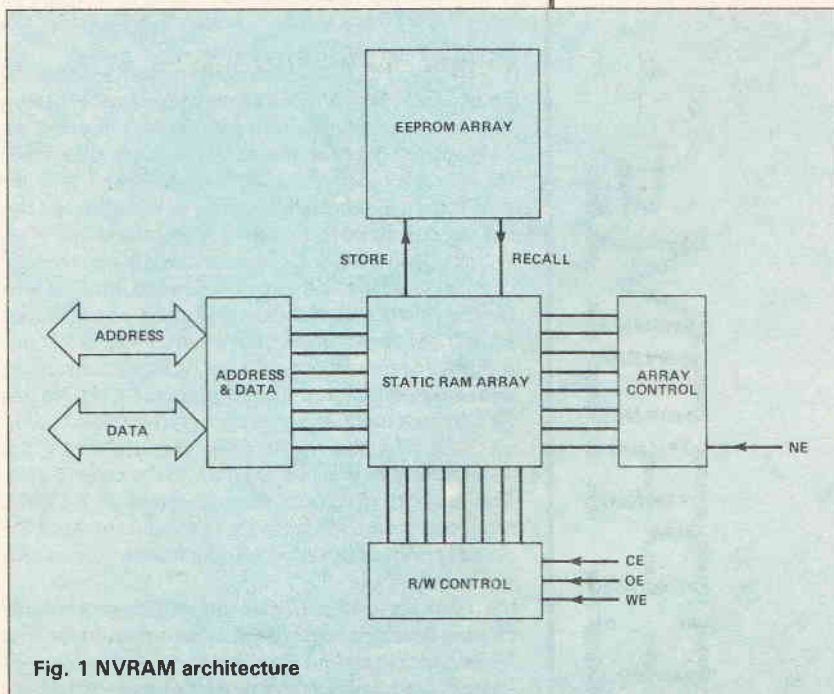 EEPROM ARRAY
STORE
RECALL
ADDRESS
DATA
ADDRESS
& DATA
STATIC RAM ARRAY
ARRAY
CONTROL
NE
R/W CONTROL
CE
OE
WE
Fig. 1 NVRAM architecture